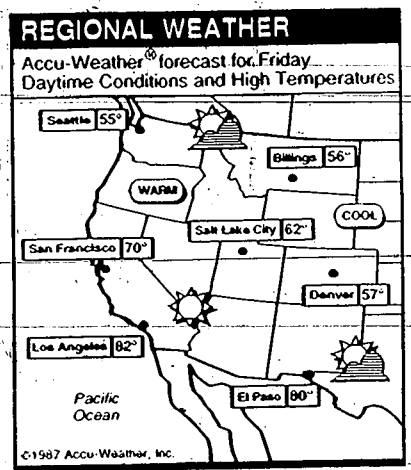 REGIONAL WEATHER
Accu-Weather® forecast for Friday
Daytime Conditions and High Temperatures
Seattle 55°
Billings 56°
WARM
COOL
Salt Lake City 62°
San Francisco 70°
Denver 57°
Los Angeles 82°
El Paso 80°
Pacific
Ocean
©1987 Accu-Weather, Inc.